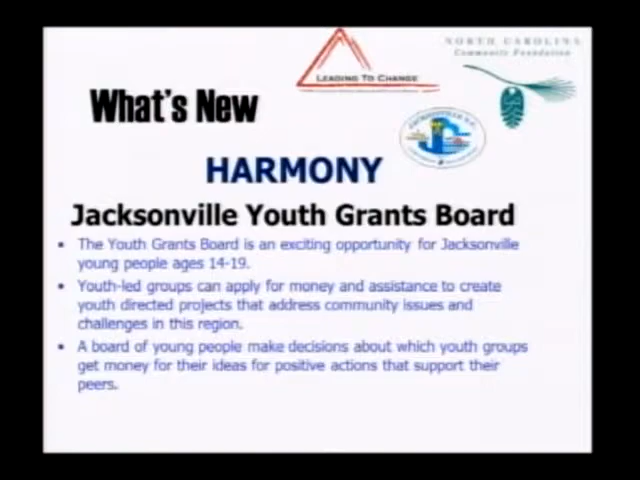 NORTH CAROLINA
Community Foundation
LEADING TO CHANGE
What's New
JACKSONVILLE N.C.
HARMONY
Jacksonville Youth Grants Board
• The Youth Grants Board is an exciting opportunity for Jacksonville
young people ages 14-19.
• Youth-led groups can apply for money and assistance to create
youth directed projects that address community issues and
challenges in this region.
• A board of young people make decisions about which youth groups
get money for their ideas for positive actions that support their
peers.